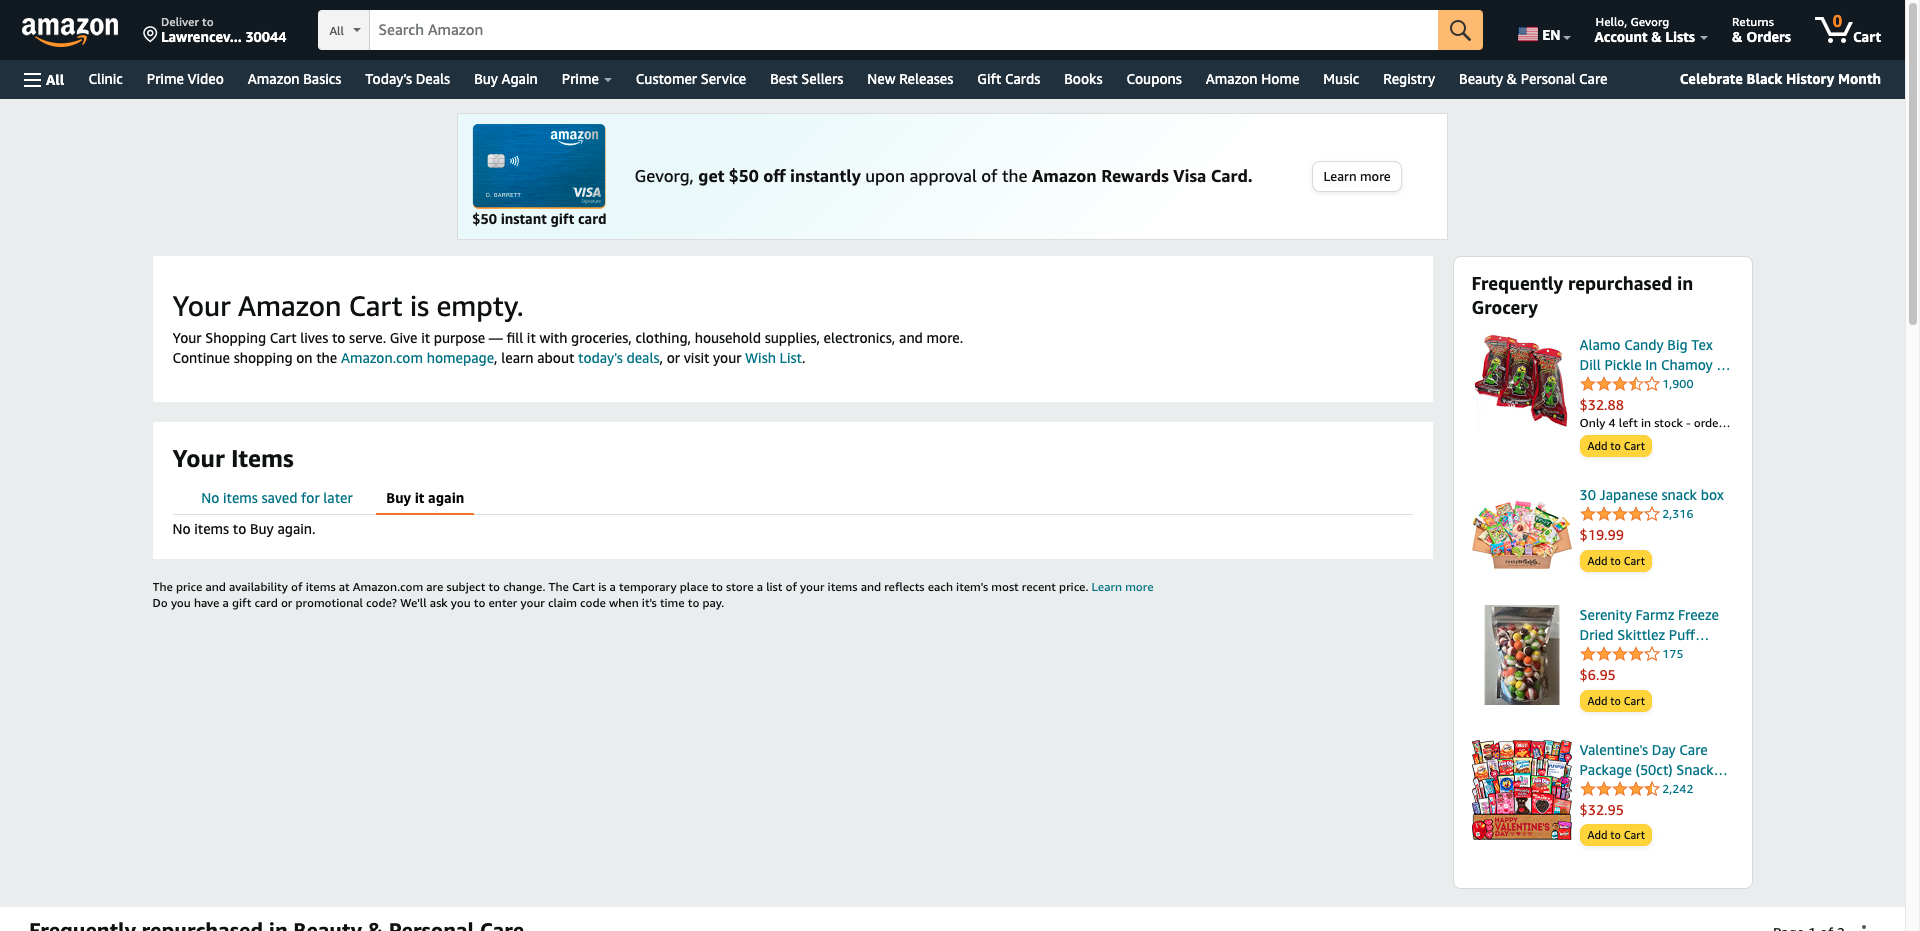 amazon
Deliver to
Lawrencev... 30044
All
Search Amazon
EN
Hello, Gevorg
Account & Lists
Returns
& Orders
0
Cart
All
Clinic
Prime Video
Amazon Basics
Today's Deals
Buy Again
Prime
Customer Service
Best Sellers
New Releases
Gift Cards
Books
Coupons
Amazon Home
Music
Registry
Beauty & Personal Care
Celebrate Black History Month
amazon
D. BARRETT
VISA
Signature
$50 instant gift card
Gevorg, get $50 off instantly upon approval of the Amazon Rewards Visa Card.
Learn more
Your Amazon Cart is empty.
Your Shopping Cart lives to serve. Give it purpose — fill it with groceries, clothing, household supplies, electronics, and more.
Continue shopping on the Amazon.com homepage, learn about today's deals, or visit your Wish List.
Your Items
No items saved for later
Buy it again
No items to Buy again.
The price and availability of items at Amazon.com are subject to change. The Cart is a temporary place to store a list of your items and reflects each item's most recent price. Learn more
Do you have a gift card or promotional code? We'll ask you to enter your claim code when it's time to pay.
Frequently repurchased in
Grocery
Alamo Candy Big Tex
Dill Pickle In Chamoy ...
1,900
$32.88
Only 4 left in stock - orde...
Add to Cart
30 Japanese snack box
2,316
$19.99
Add to Cart
Serenity Farmz Freeze
Dried Skittlez Puff...
175
$6.95
Add to Cart
HAPPY
VALENTINE'S
DAY
Valentine's Day Care
Package (50ct) Snack...
2,242
$32.95
Add to Cart
Frequently repurchased in Beauty & Personal Care
Page 1 of 2